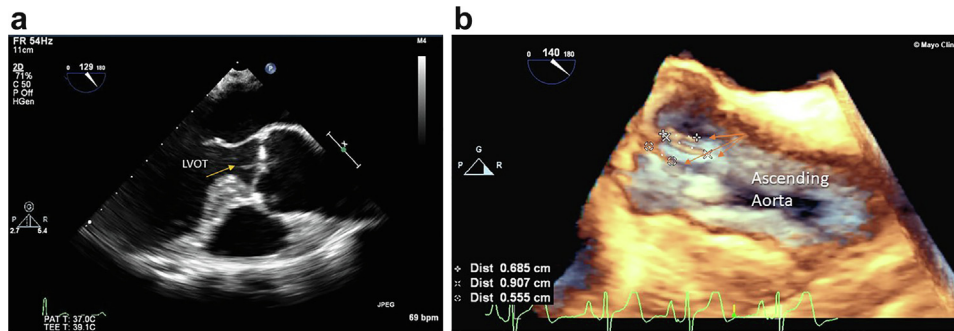 a
FR 54Hz
11cm
2D
71%
C 50
P Off
HGen
0 129 180
P
M4
LVOT
G
P R
2.7 5.4
PAT T: 37.0C
TEE T: 39.1C
JPEG
69 bpm
b
0 140 180
© Mayo Clin
G
P R
Ascending
Aorta
Dist 0.685 cm
Dist 0.907 cm
Dist 0.555 cm